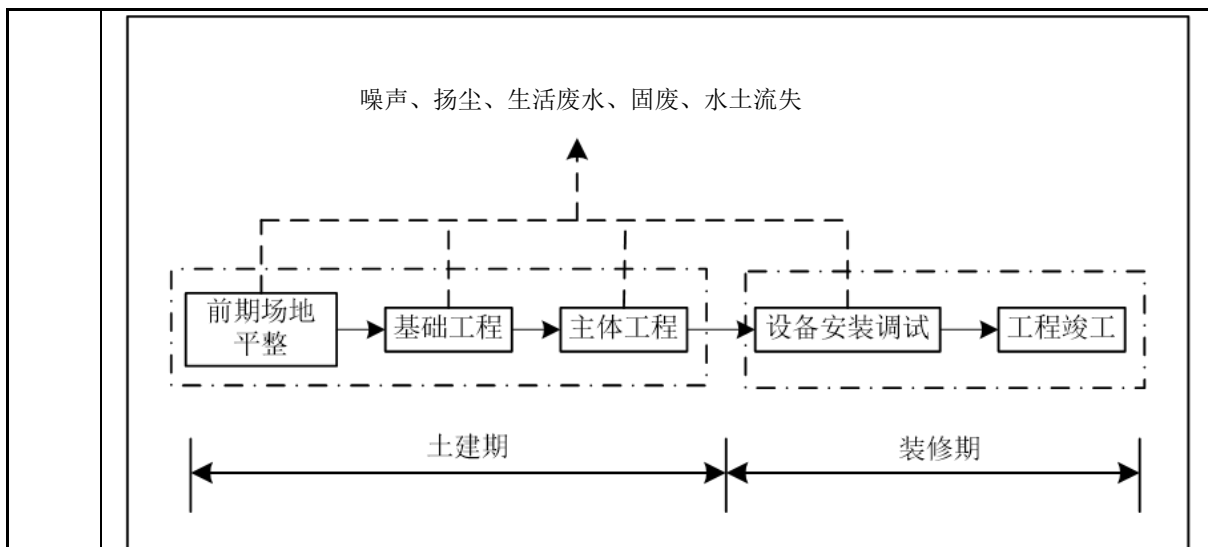 噪声、扬尘、生活废水、固废、水土流失
前期场地
平整
基础工程
主体工程
设备安装调试
工程竣工
土建期
装修期